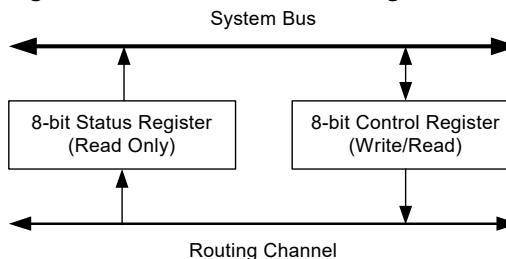 System Bus
8-bit Status Register
(Read Only)
8-bit Control Register
(Write/Read)
Routing Channel